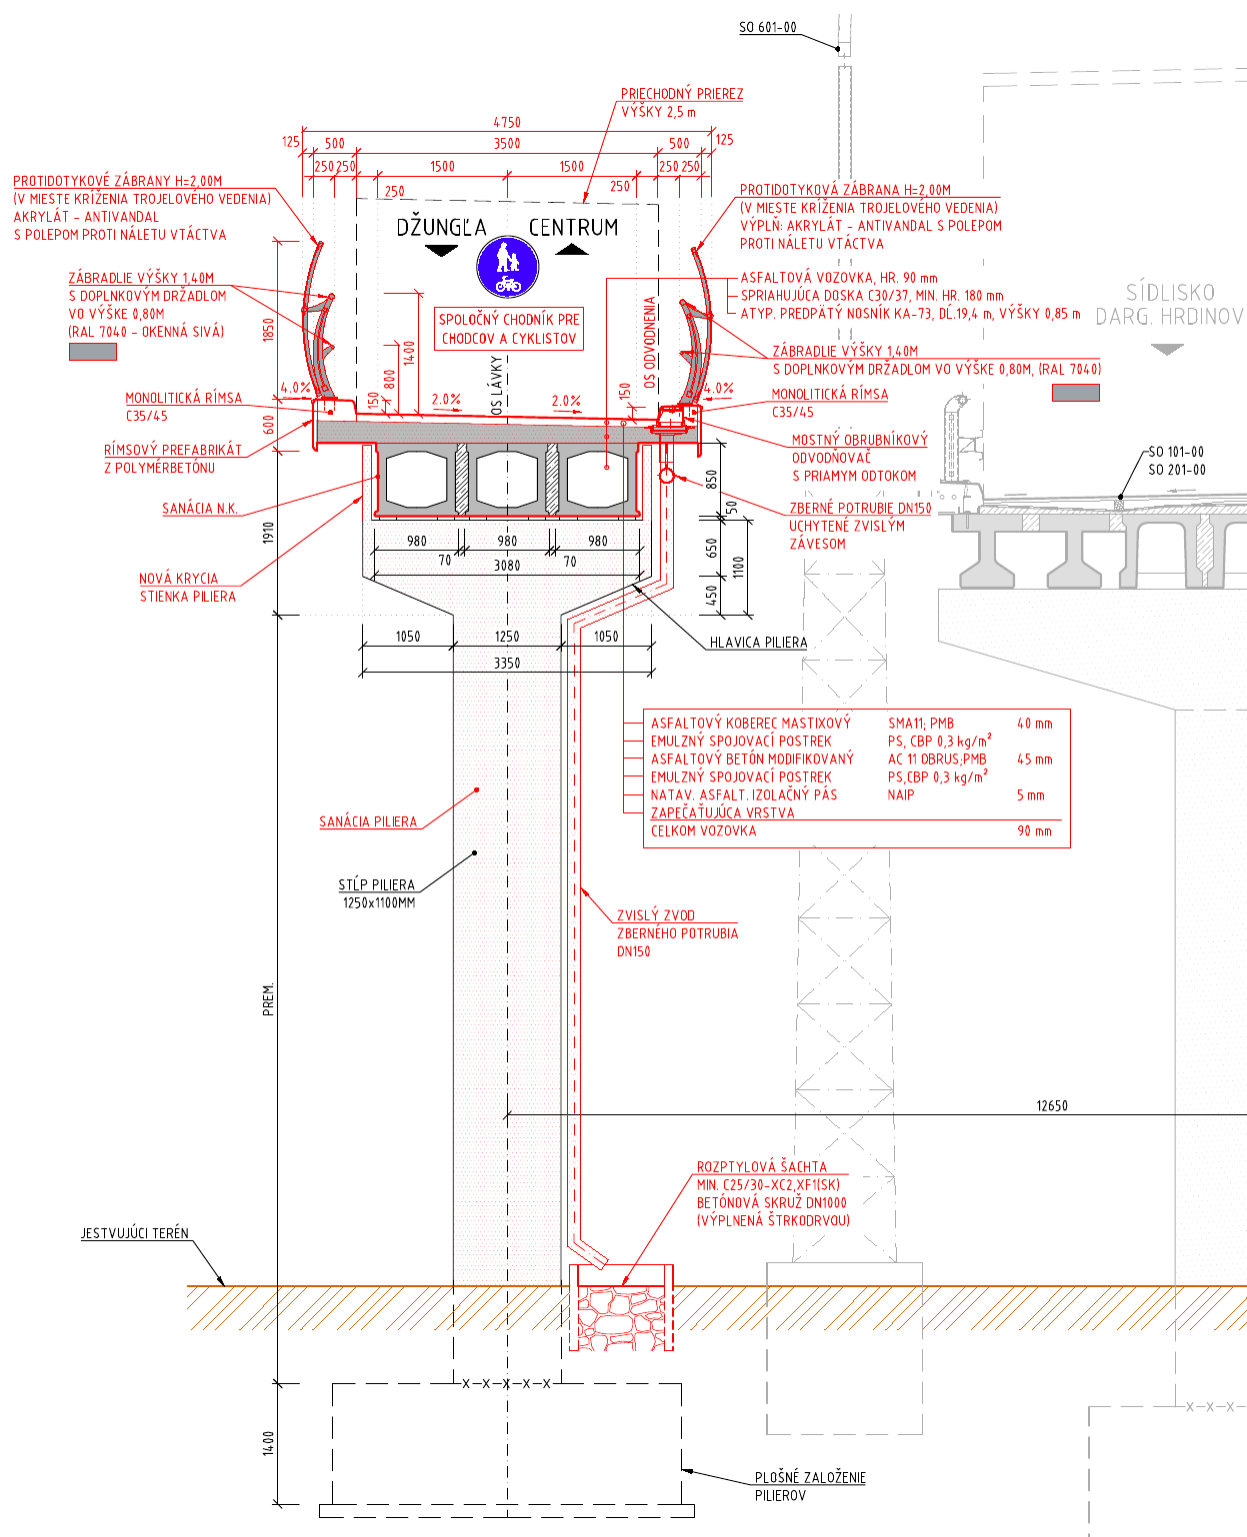 SO 601-00
PRIECHODNÝ PRIEREZ
VÝŠKY 2,5 m
4750
125
500
3500
500
125
250
250
1500
1500
250
250
250
250
PROTIDOTYKOVÉ ZÁBRANY H=2,00M
(V MIESTE KRÍŽENIA TROJELOVÉHO VEDENIA)
AKRYLÁT - ANTIVANDAL
S POLEPOM PROTI NÁLETU VTÁCTVA
PROTIDOTYKOVÁ ZÁBRANA H=2,00M
(V MIESTE KRÍŽENIA TROJELOVÉHO VEDENIA)
VÝPLŇ: AKRYLÁT - ANTIVANDAL S POLEPOM
PROTI NÁLETU VTÁCTVA
DŽUNGĽA
CENTRUM
ZÁBRADLIE VÝŠKY 1,40M
S DOPLNKOVÝM DRŽADLOM
VO VÝŠKE 0,80M
(RAL 7040 - OKENNÁ SIVÁ)
ASFALTOVÁ VOZOVKA, HR. 90 mm
SPRIAHUJÚCA DOSKA C30/37, MIN. HR. 180 mm
ATYP. PREDPÄTÝ NOSNÍK KA-73, DĹ.19,4 m, VÝŠKY 0,85 m
SÍDLISKO
DARG. HRDINOV
SPOLOČNÝ CHODNÍK PRE
CHODCOV A CYKLISTOV
ZÁBRADLIE VÝŠKY 1,40M
S DOPLNKOVÝM DRŽADLOM VO VÝŠKE 0,80M, (RAL 7040)
1850
1400
800
150
150
OS LÁVKY
OS ODVODNENIA
4.0%
2.0%
2.0%
4.0%
MONOLITICKÁ RÍMSA
C35/45
MONOLITICKÁ RÍMSA
C35/45
600
RÍMSOVÝ PREFABRIKÁT
Z POLYMÉRBETÓNU
MOSTNÝ OBRUBNÍKOVÝ
ODVODŇOVAČ
S PRIAMYM ODTOKOM
SO 101-00
SO 201-00
SANÁCIA N.K.
850
50
ZBERNÉ POTRUBIE DN150
UCHYTENÉ ZVISLÝM
ZÁVESOM
1910
980
980
980
70
70
3080
650
1100
450
NOVÁ KRYCIA
STIENKA PILIERA
1050
1250
1050
3350
HLAVICA PILIERA
ASFALTOVÝ KOBEREC MASTIXOVÝ SMA11; PMB 40 mm
EMULZNÝ SPOJOVACÍ POSTREK PS, CBP 0,3 kg/m²
ASFALTOVÝ BETÓN MODIFIKOVANÝ AC 11 OBRUS;PMB 45 mm
EMULZNÝ SPOJOVACÍ POSTREK PS,CBP 0,3 kg/m²
NATAV. ASFALT. IZOLAČNÝ PÁS NAIP 5 mm
ZAPEČAŤUJÚCA VRSTVA
CELKOM VOZOVKA 90 mm
SANÁCIA PILIERA
STĹP PILIERA
1250x1100MM
ZVISLÝ ZVOD
ZBERNÉHO POTRUBIA
DN150
PREM.
12650
ROZPTYLOVÁ ŠACHTA
MIN. C25/30-XC2,XF1(SK)
BETÓNOVÁ SKRUŽ DN1000
(VÝPLNENÁ ŠTRKODRVOU)
JESTVUJÚCI TERÉN
1400
PLOŠNÉ ZALOŽENIE
PILIEROV